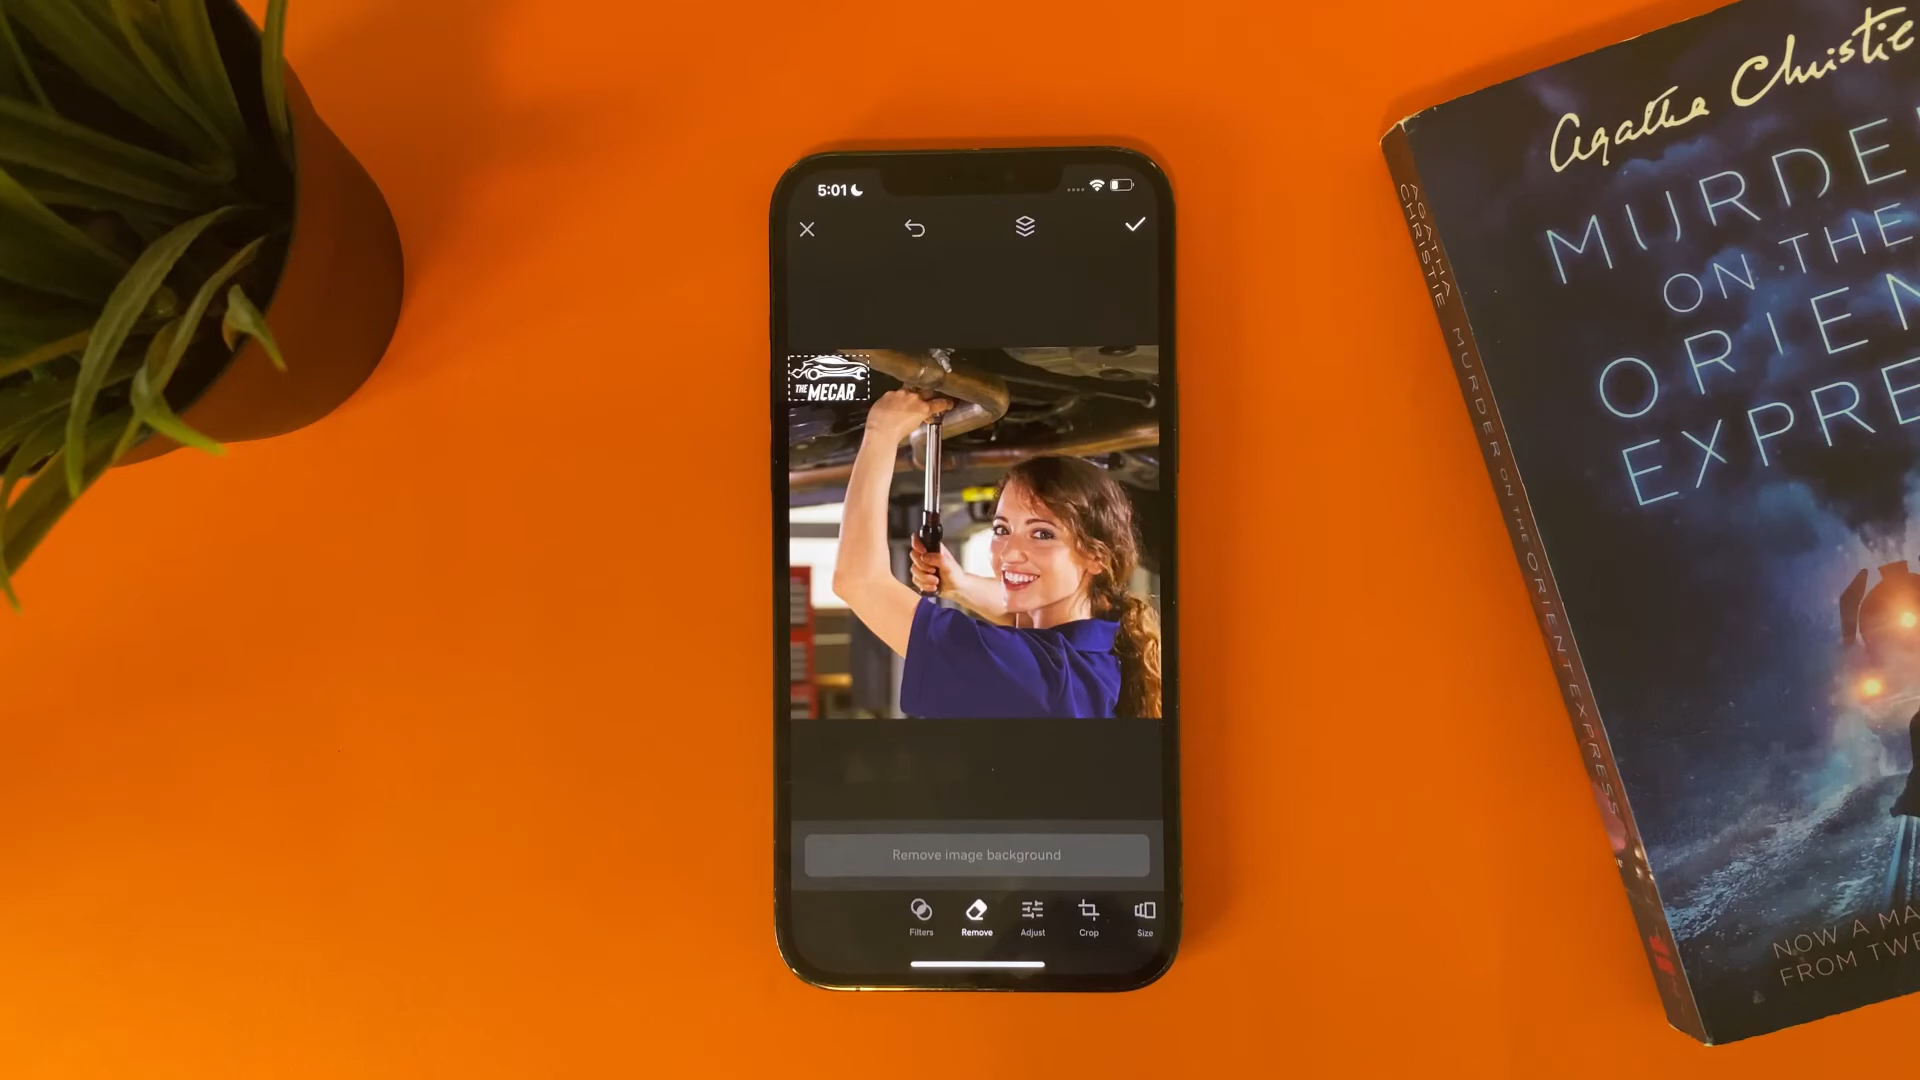 5:01
THE MECAR
Remove image background
Filters
Remove
Adjust
Crop
Size
Agatha Christie
MURDE
ON THE
ORIEN
EXPRE
NOW A MA
FROM TWE
AGATHA
CHRISTIE
MURDER ON THE ORIENT EXPRESS